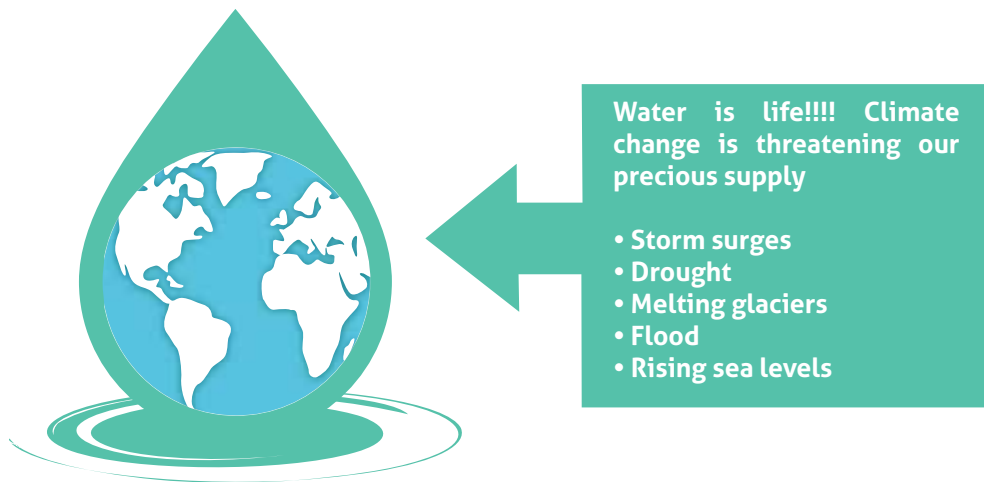 Water is life!!!! Climate
change is threatening our
precious supply
• Storm surges
• Drought
• Melting glaciers
• Flood
• Rising sea levels